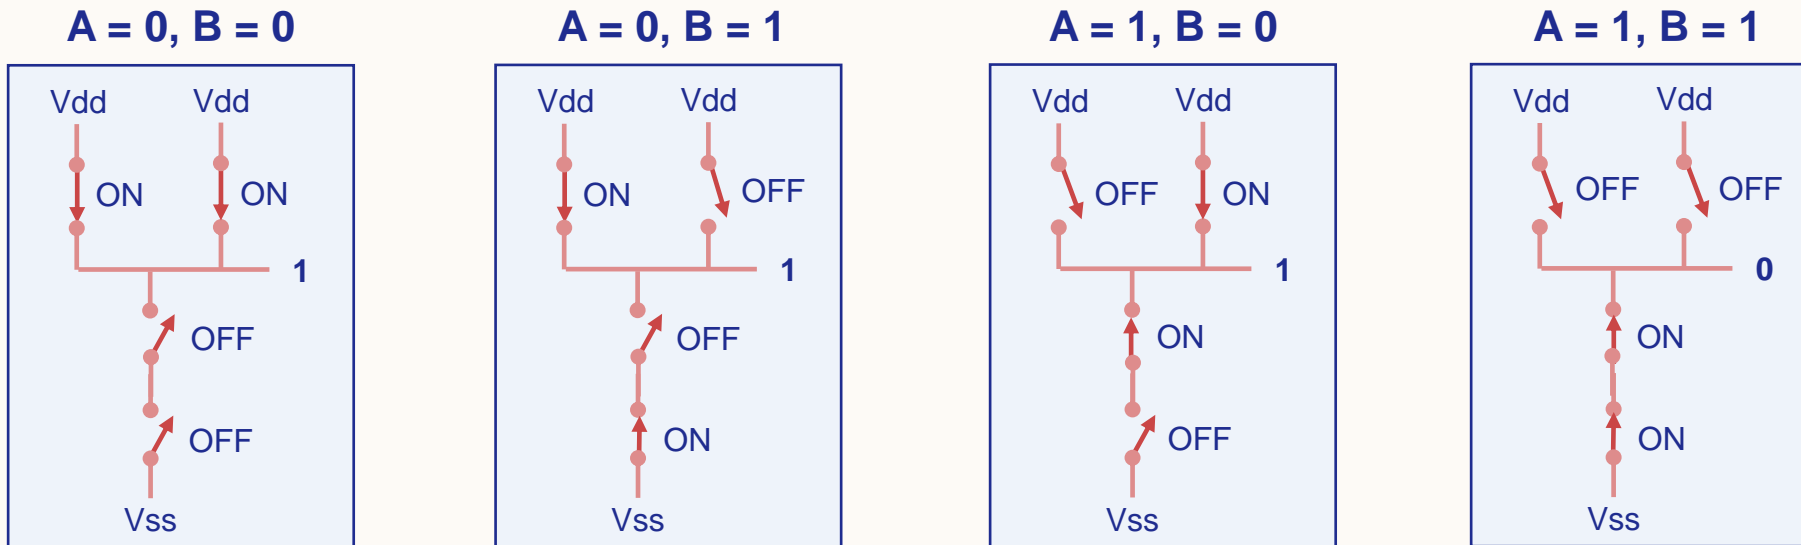 A = 0, B = 0
Vdd Vdd
ON ON
1
OFF
OFF
Vss
A = 0, B = 1
Vdd Vdd
ON OFF
1
OFF
ON
Vss
A = 1, B = 0
Vdd Vdd
OFF ON
1
ON
OFF
Vss
A = 1, B = 1
Vdd Vdd
OFF OFF
0
ON
ON
Vss